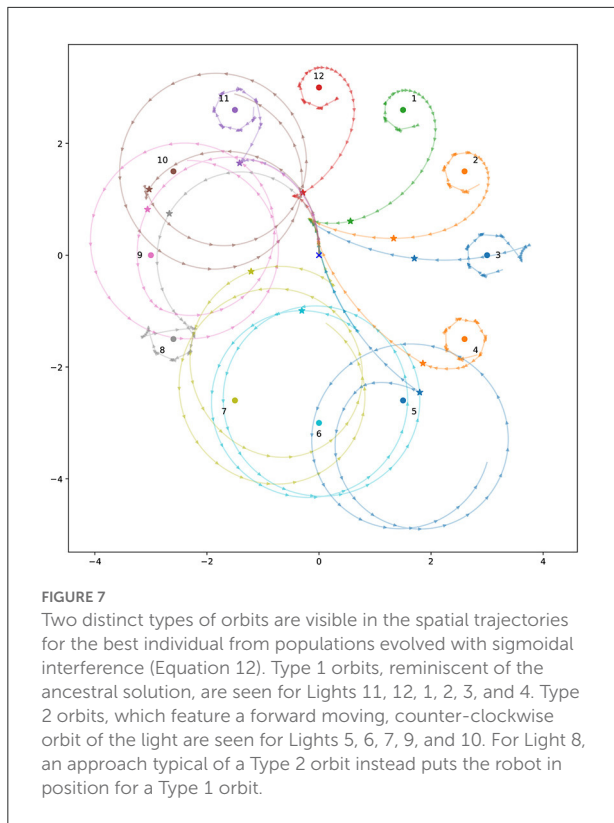 12
11
1
10
2
2
9
3
0
8
4
−2
7
5
6
−4
−4
−2
0
2
4
FIGURE 7
Two distinct types of orbits are visible in the spatial trajectories
for the best individual from populations evolved with sigmoidal
interference (Equation 12). Type 1 orbits, reminiscent of the
ancestral solution, are seen for Lights 11, 12, 1, 2, 3, and 4. Type
2 orbits, which feature a forward moving, counter-clockwise
orbit of the light are seen for Lights 5, 6, 7, 9, and 10. For Light 8,
an approach typical of a Type 2 orbit instead puts the robot in
position for a Type 1 orbit.